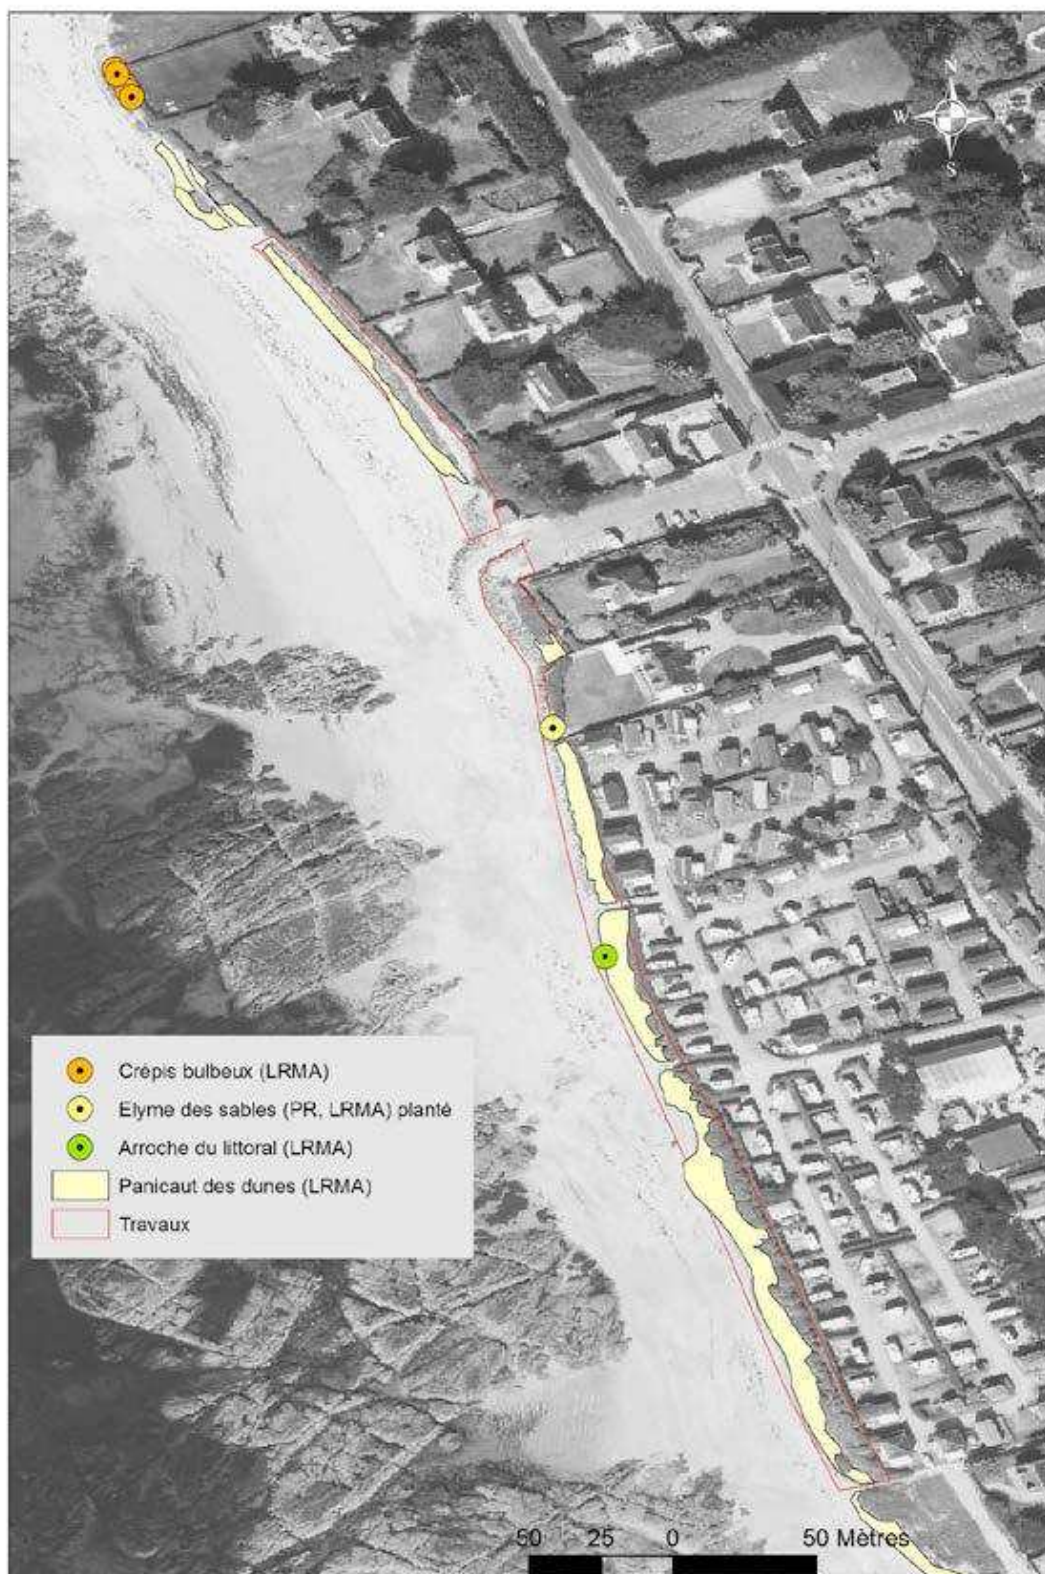 N
W
S
Crépis bulbeux (LRMA)
Elyme des sables (PR, LRMA) planté
Arroche du littoral (LRMA)
Panicaut des dunes (LRMA)
Travaux
50 25 0 50 Mètres